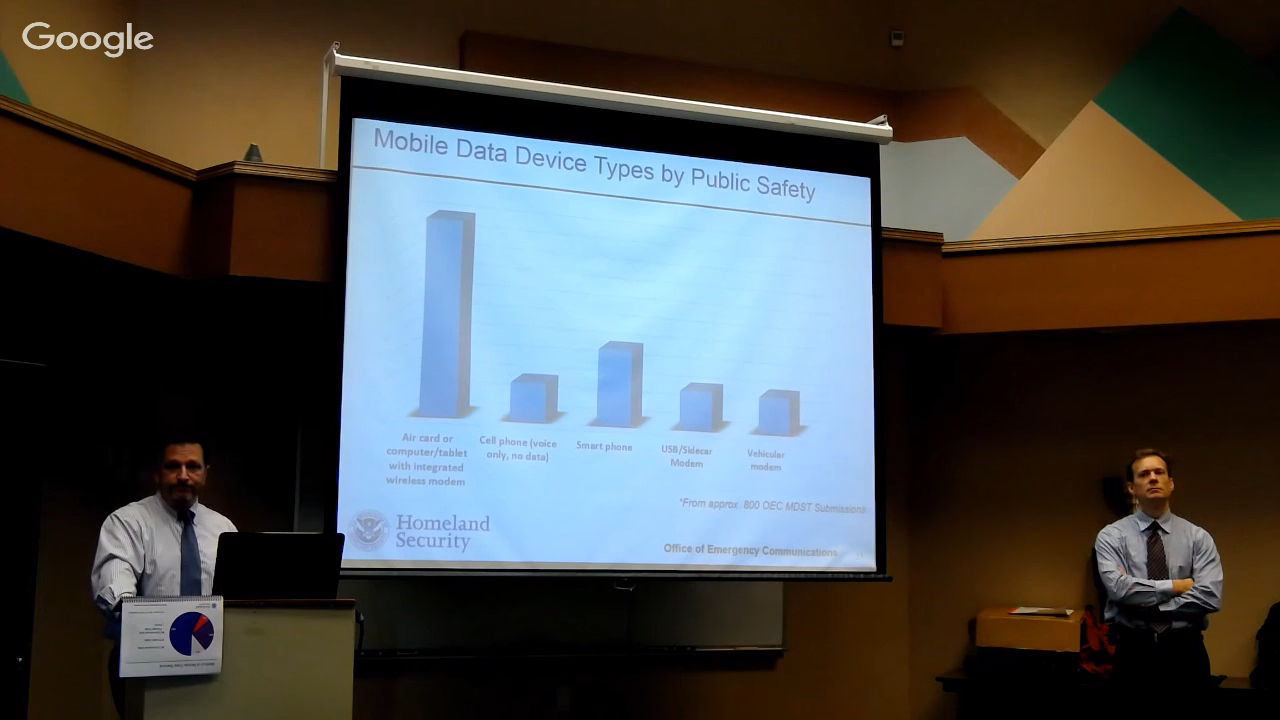 Google
Mobile Data Device Types by Public Safety
Air card or
computer/tablet
with integrated
wireless modem
Cell phone (voice
only, no data)
Smart phone
USB/Sidecar
Modem
Vehicular
modem
*From approx. 800 OEC MDST Submissions
Homeland
Security
Office of Emergency Communications